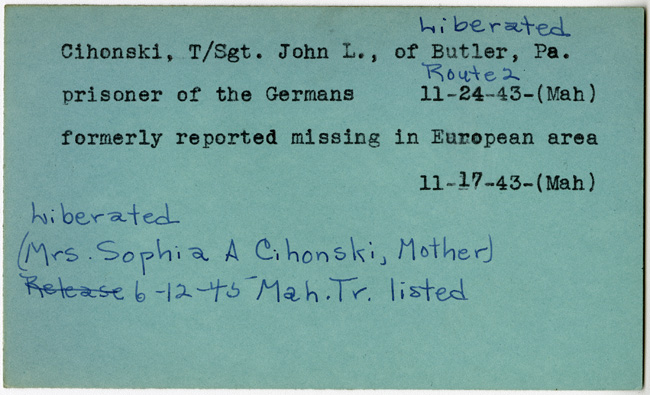 Liberated
Cihonski, T/Sgt. John L., of Butler, Pa.
Route 2
prisoner of the Germans 11-24-43-(Mah)
formerly reported missing in European area
11-17-43-(Mah)
Liberated
(Mrs. Sophia A Cihonski, Mother)
Release 6-12-45 Mah. Tr. listed